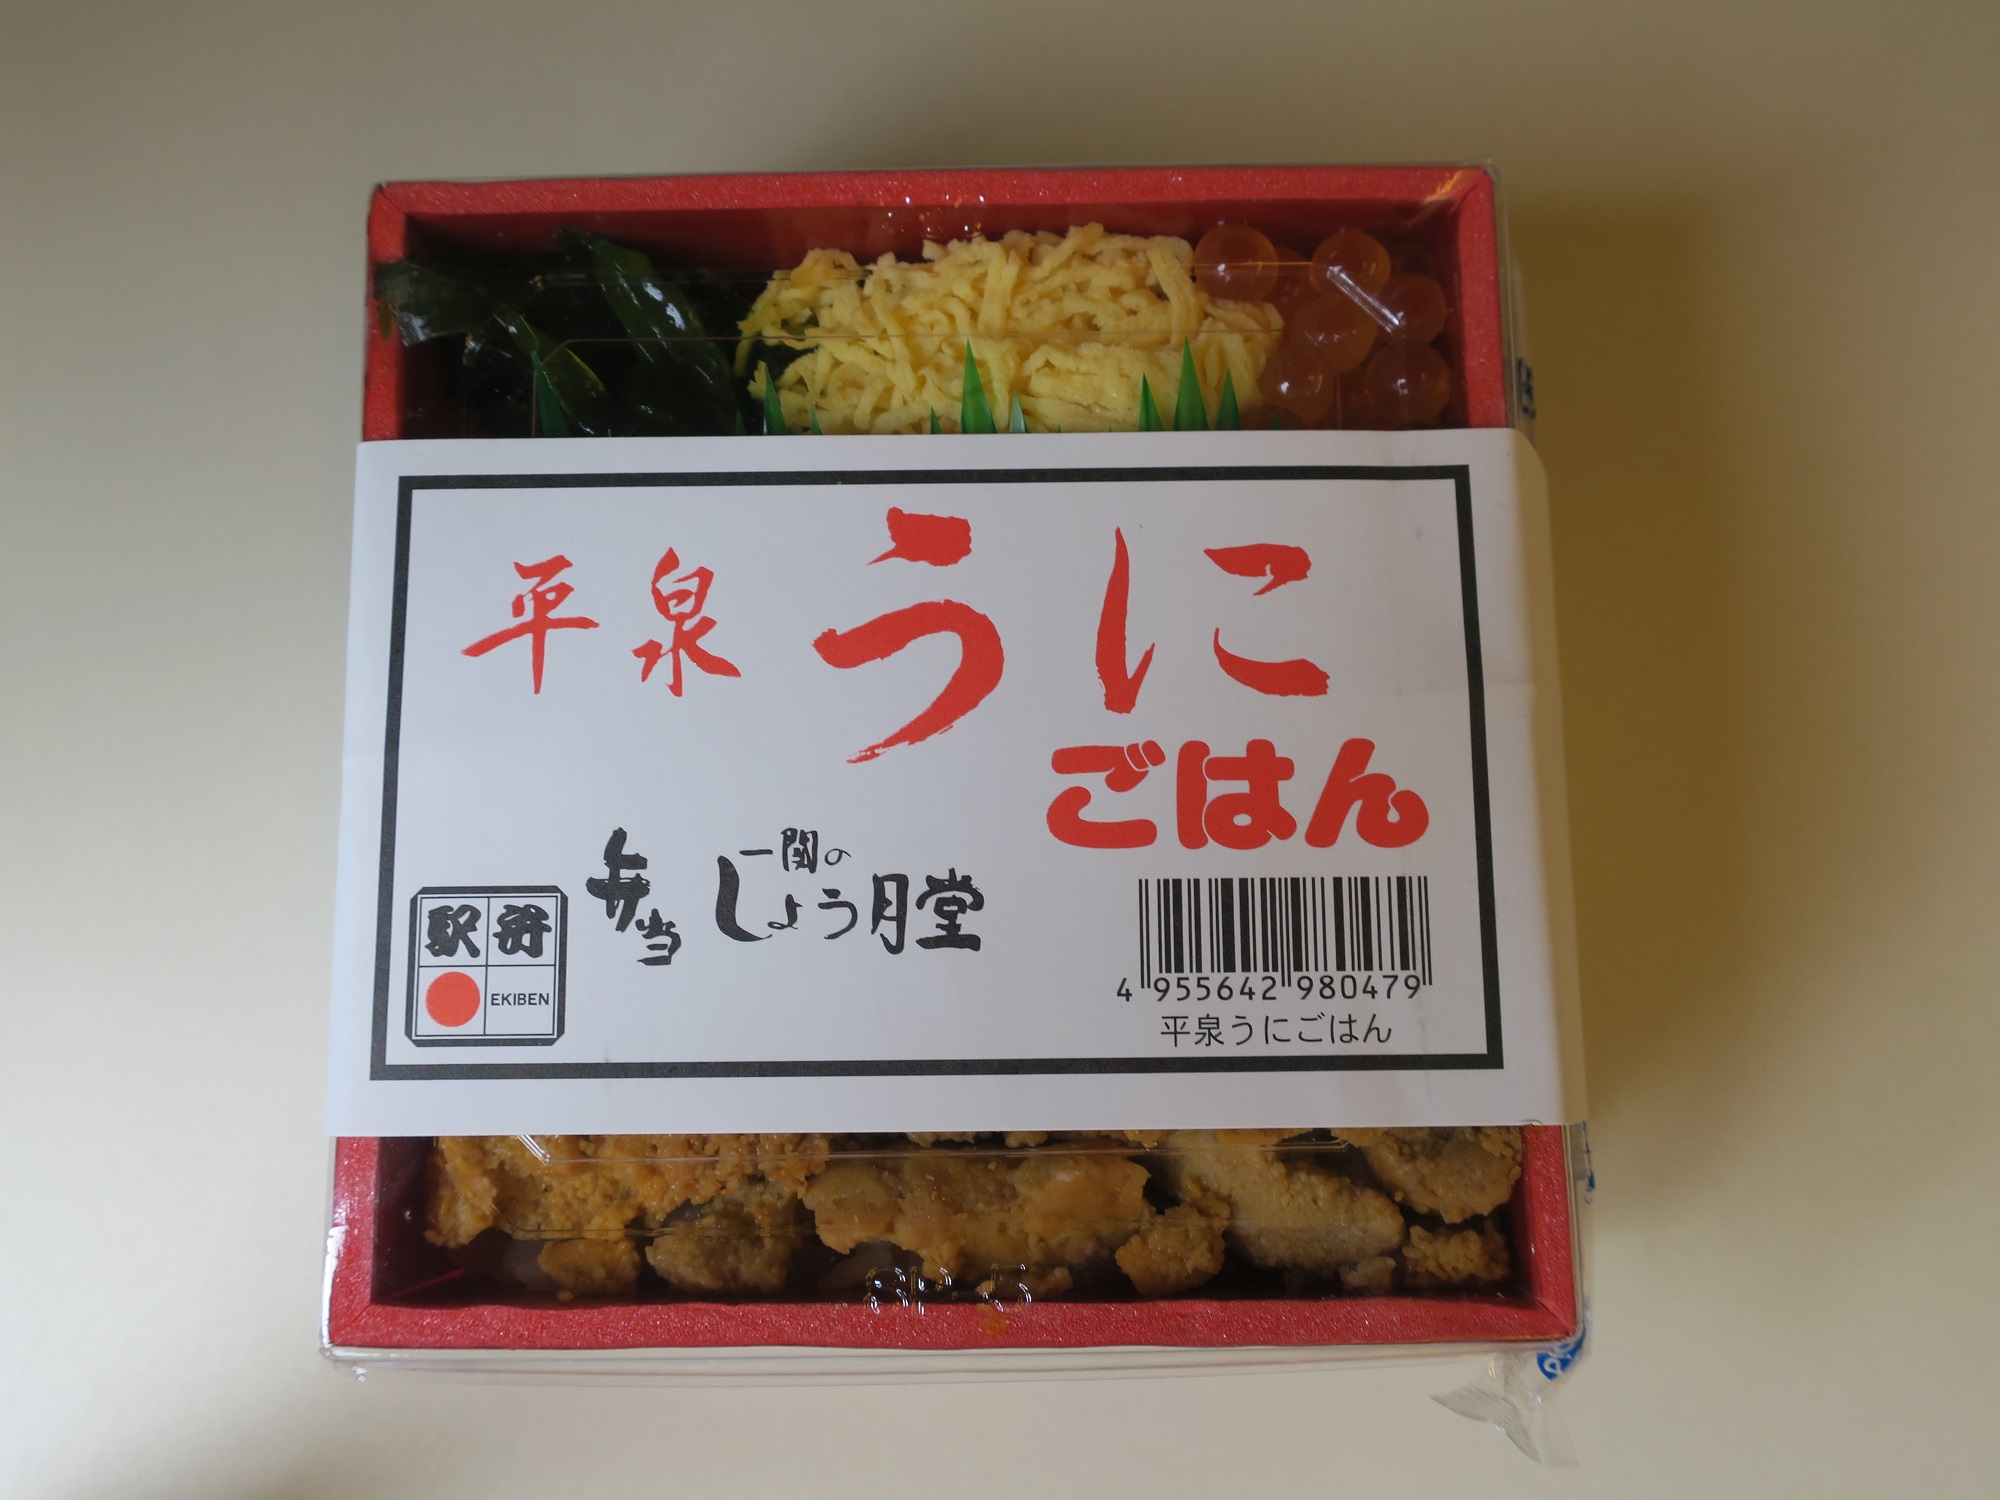 平泉 うに
ごはん
弁当 一関の
しょう月堂
駅弁
EKIBEN
4 955642 980479
平泉うにごはん